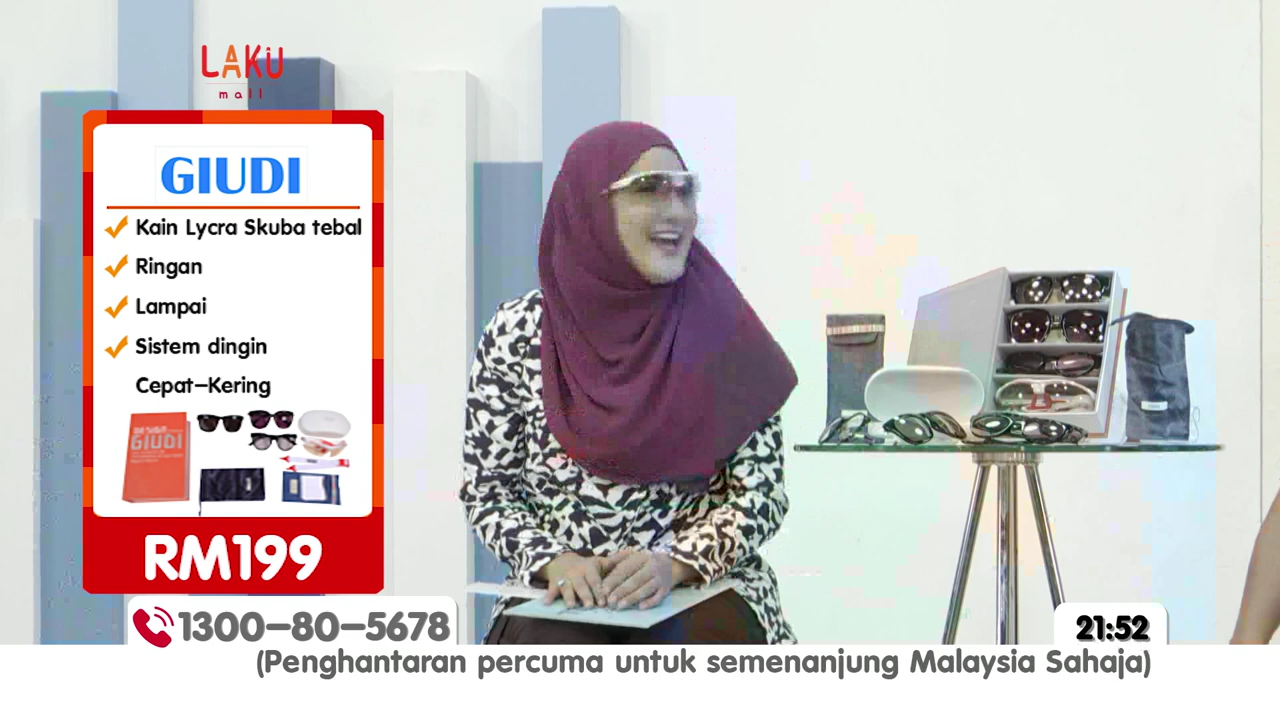 LAKU
mall
GIUDI
Kain Lycra Skuba tebal
Ringan
Lampai
Sistem dingin
Cepat-Kering
GIUDI
RM199
1300-80-5678
21:52
(Penghantaran percuma untuk semenanjung Malaysia Sahaja)